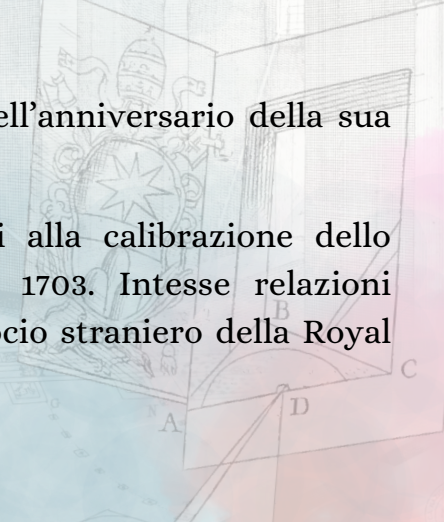 ell’anniversario della sua
i alla calibrazione dello
1703. Intesse relazioni
ocio straniero della Royal
B
C
A
D